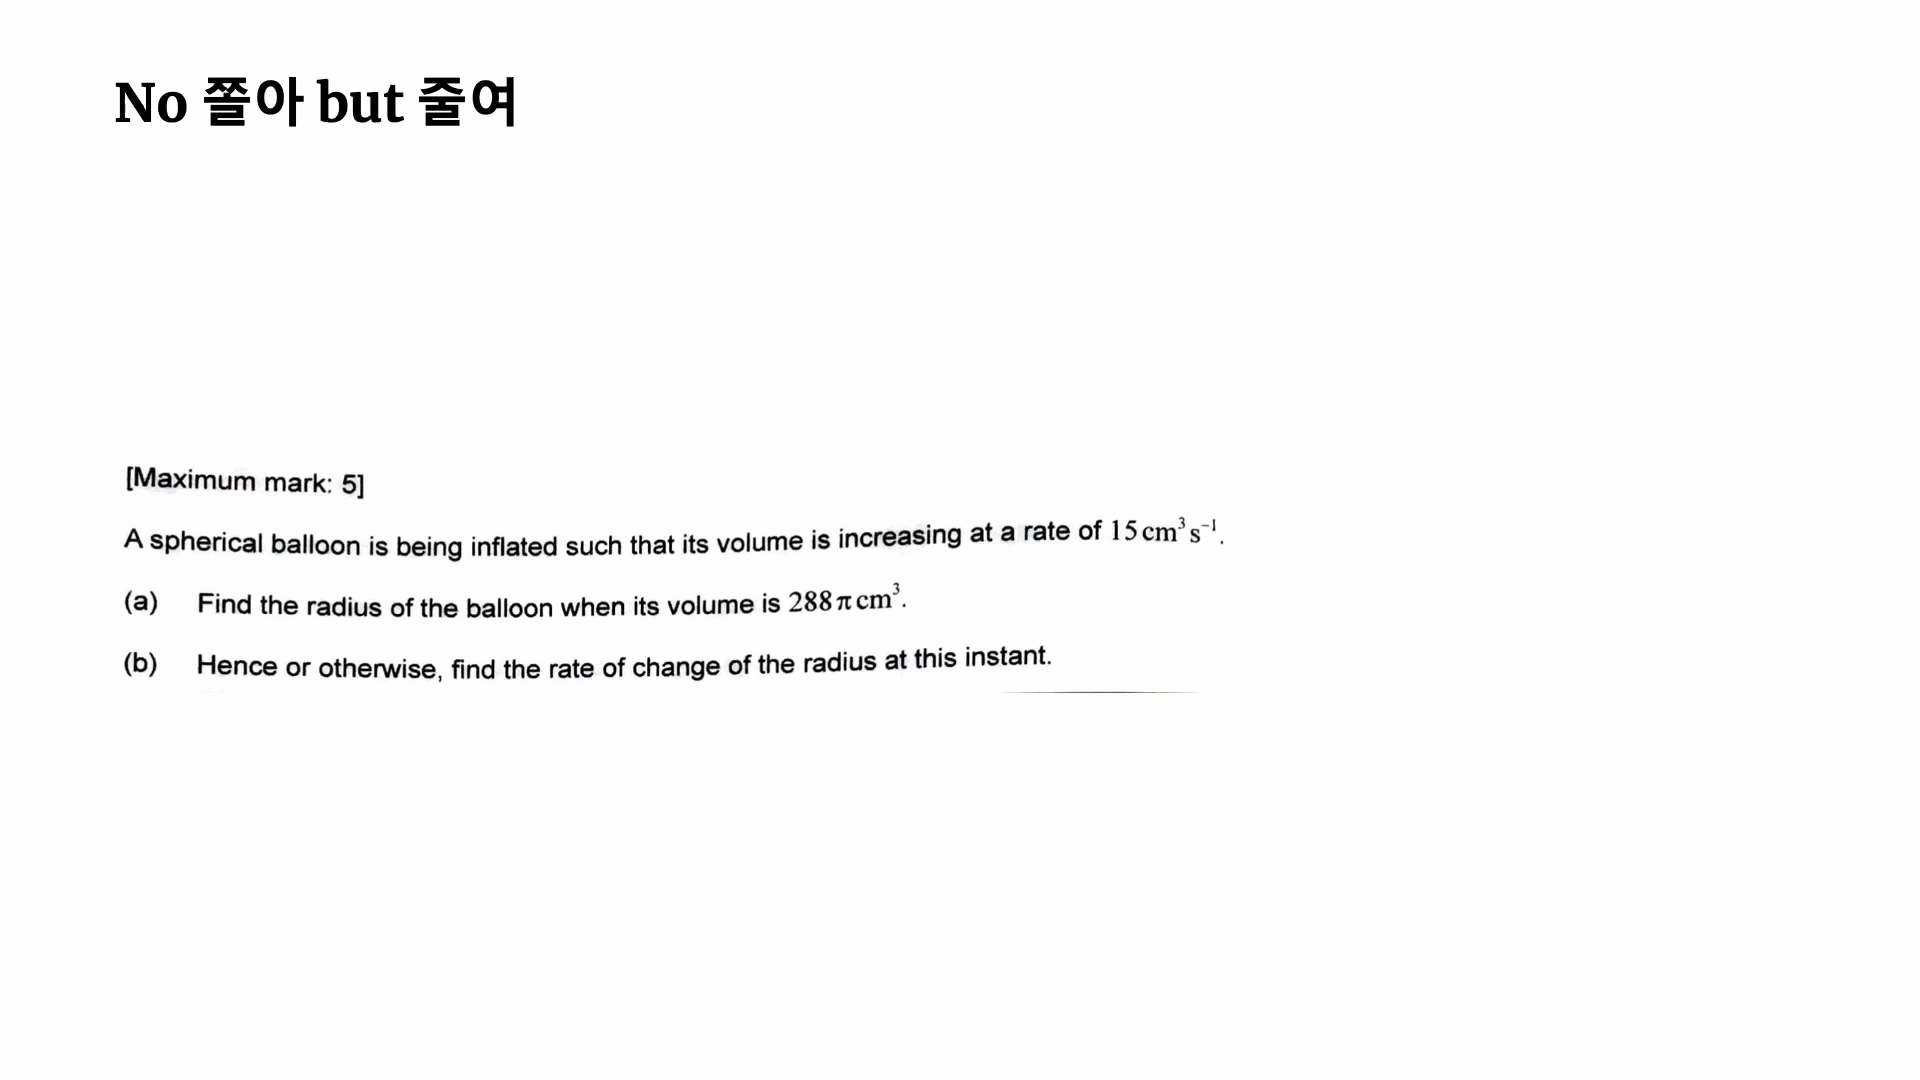 No 쫄아 but 줄여
[Maximum mark: 5]
A spherical balloon is being inflated such that its volume is increasing at a rate of 15 cm³ s⁻¹.
(a) Find the radius of the balloon when its volume is 288 π cm³.
(b) Hence or otherwise, find the rate of change of the radius at this instant.